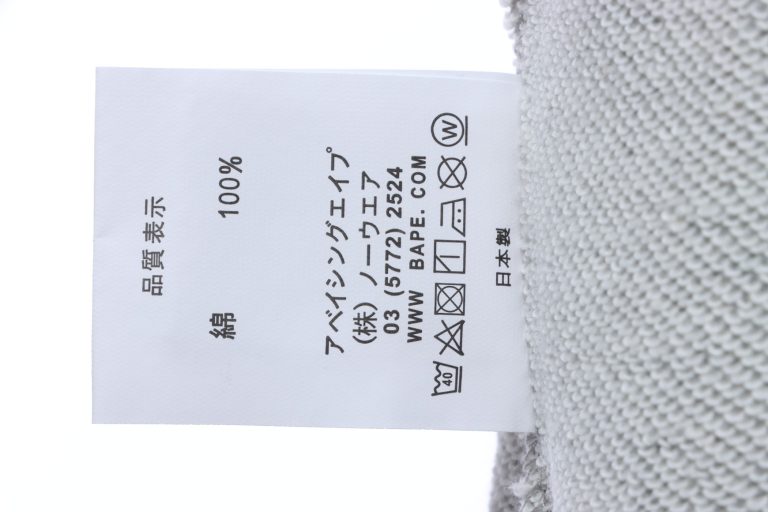 品質表示
綿 100%
アベイシングエイプ
(株) ノーウエア
03 (5772) 2524
WWW BAPE. COM
40 W
日本製